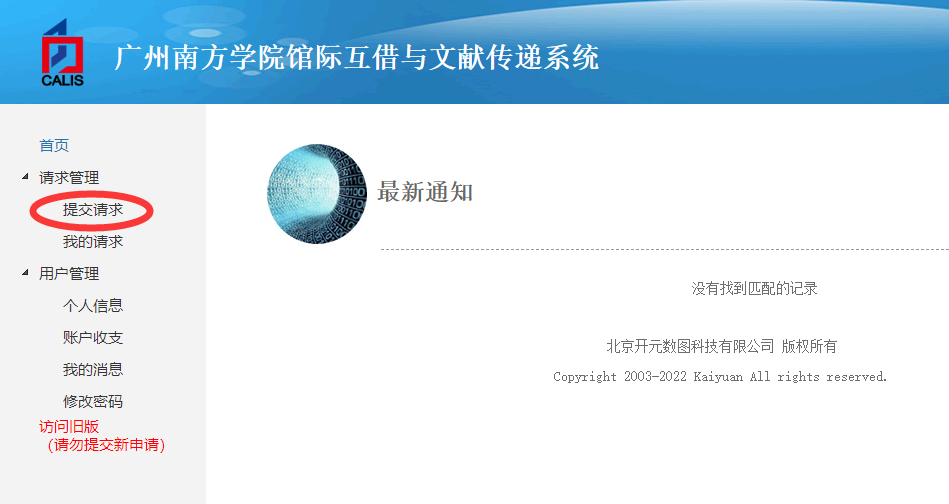 CALIS
广州南方学院馆际互借与文献传递系统
首页
请求管理
提交请求
我的请求
用户管理
个人信息
账户收支
我的消息
修改密码
访问旧版
（请勿提交新申请）
最新通知
没有找到匹配的记录
北京开元数图科技有限公司 版权所有
Copyright 2003-2022 Kaiyuan All rights reserved.